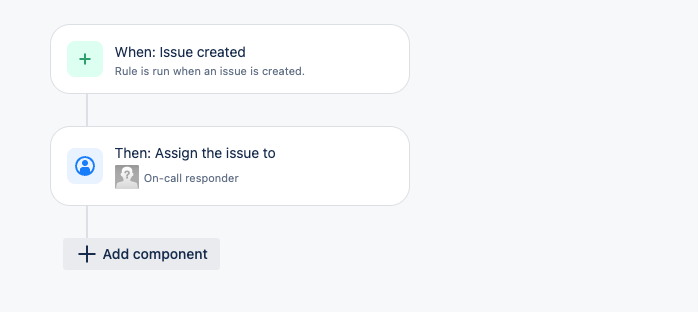 When: Issue created
Rule is run when an issue is created.
Then: Assign the issue to
On-call responder
Add component